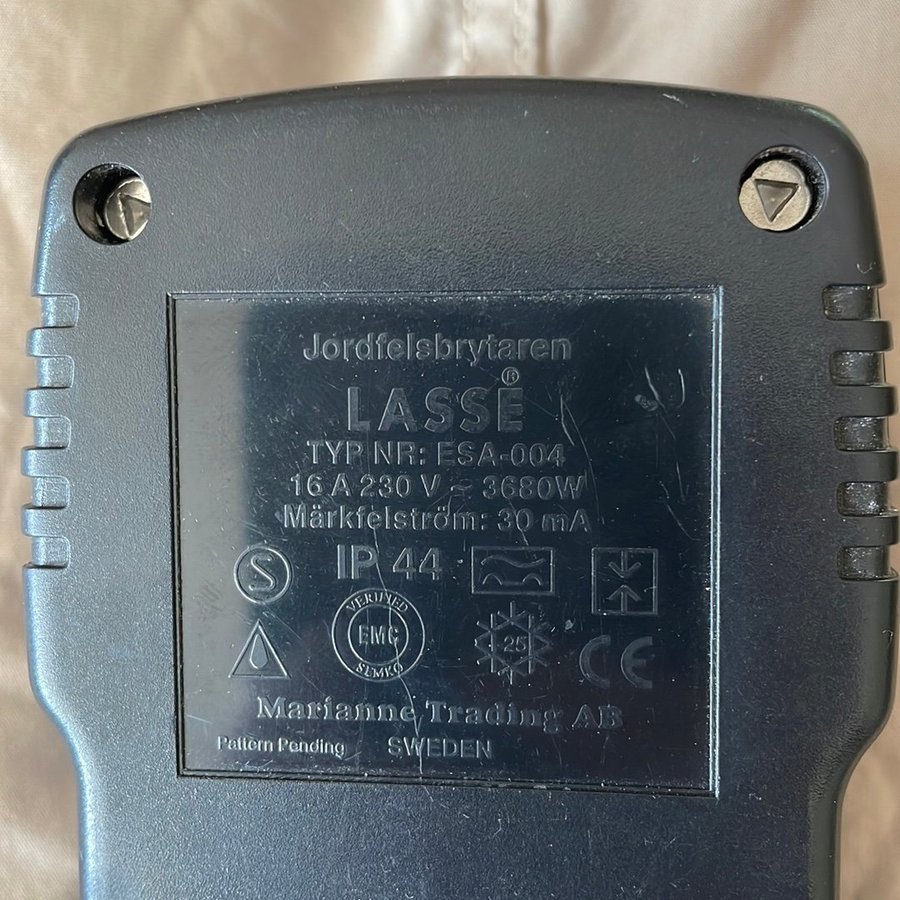 Jordfelsbrytaren
LASSE®
TYP NR: ESA-004
16 A 230 V ~ 3680W
Märkfelström: 30 mA
S IP 44
VERIFIED
EMC
SEMKO
25
CE
Marianne Trading AB
Pattern Pending SWEDEN